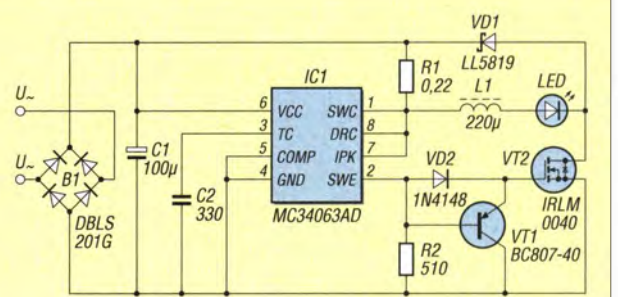 VD1
LL5819
IC1
R1
0,22
LED
L1
220µ
U~
6 VCC SWC 1
3 TC DRC 8
5 COMP IPK 7
4 GND SWE 2
MC34063AD
U~
B1
DBLS
201G
C1
100µ
C2
330
VD2
1N4148
VT2
IRLM
0040
VT1
BC807-40
R2
510